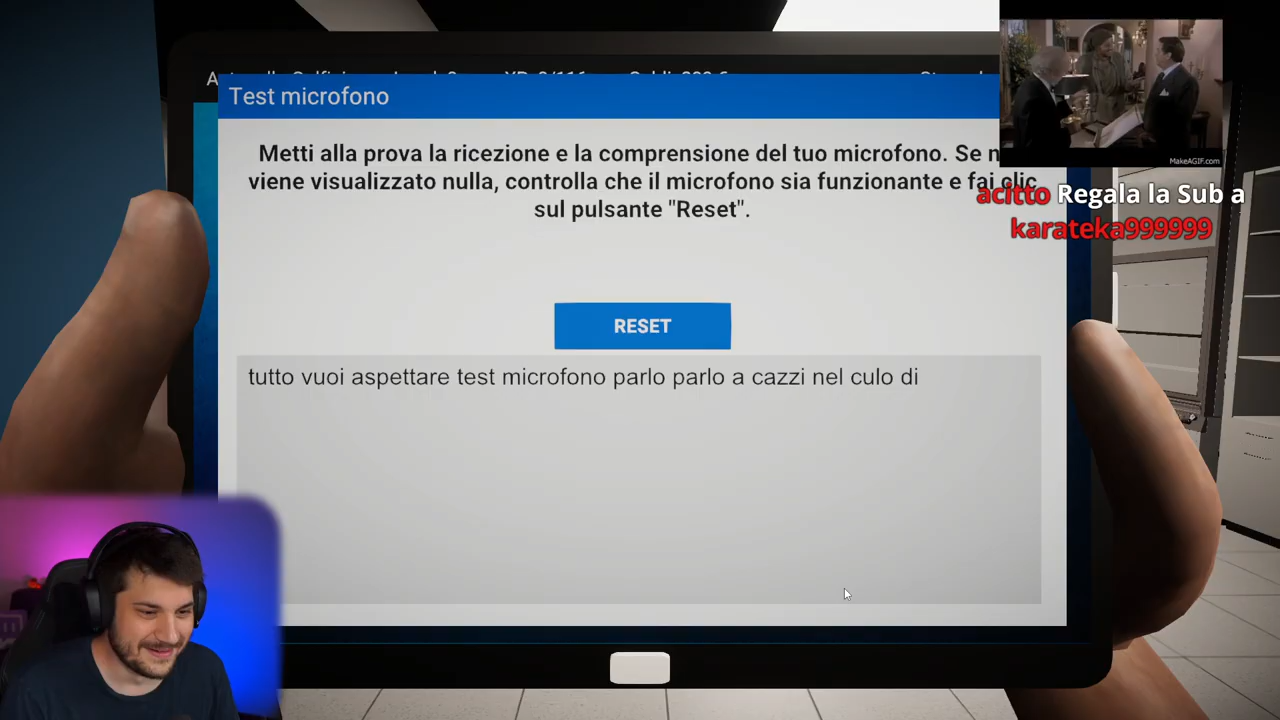 Test microfono
Metti alla prova la ricezione e la comprensione del tuo microfono. Se
viene visualizzato nulla, controlla che il microfono sia funzionante e fai clic
sul pulsante "Reset".
RESET
tutto vuoi aspettare test microfono parlo parlo a cazzi nel culo di
MakeAGIF.com
acitto Regala la Sub a
karateka999999